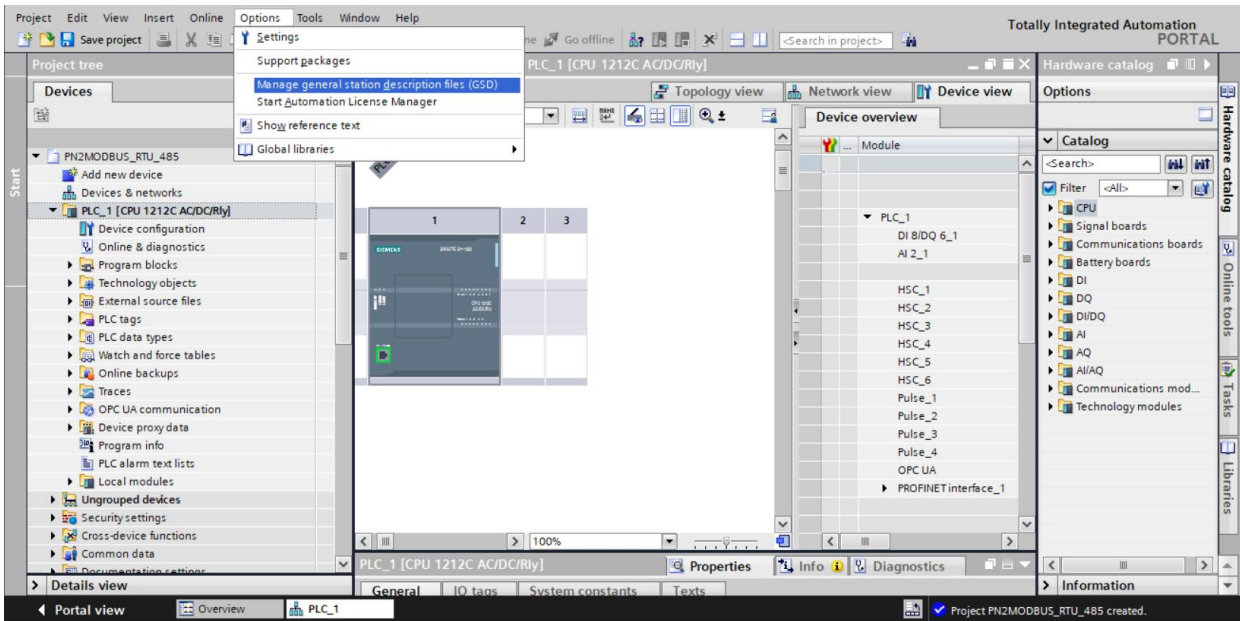 Project Edit View Insert Online Options Tools Window Help
Totally Integrated Automation
PORTAL
Save project
Go offline
<Search in project>
Settings
Support packages
Manage general station description files (GSD)
Start Automation License Manager
Show reference text
Global libraries
Project tree
PLC_1 [CPU 1212C AC/DC/Rly]
Hardware catalog
Devices
Topology view
Network view
Device view
Options
Device overview
... Module
Catalog
<Search>
Filter <All>
Start
PN2MODBUS_RTU_485
Add new device
Devices & networks
PLC_1 [CPU 1212C AC/DC/Rly]
Device configuration
Online & diagnostics
Program blocks
Technology objects
External source files
PLC tags
PLC data types
Watch and force tables
Online backups
Traces
OPC UA communication
Device proxy data
Program info
PLC alarm text lists
Local modules
Ungrouped devices
Security settings
Cross-device functions
Common data
Documentation settings
Details view
1 2 3
SIEMENS
100%
PLC_1
DI 8/DQ 6_1
AI 2_1
HSC_1
HSC_2
HSC_3
HSC_4
HSC_5
HSC_6
Pulse_1
Pulse_2
Pulse_3
Pulse_4
OPC UA
PROFINET interface_1
CPU
Signal boards
Communications boards
Battery boards
DI
DQ
DI/DQ
AI
AQ
AI/AQ
Communications mod...
Technology modules
Hardware catalog
Online tools
Tasks
Libraries
PLC_1 [CPU 1212C AC/DC/Rly]
Properties
Info
Diagnostics
General IO tags System constants Texts
Information
Portal view
Overview
PLC_1
Project PN2MODBUS_RTU_485 created.